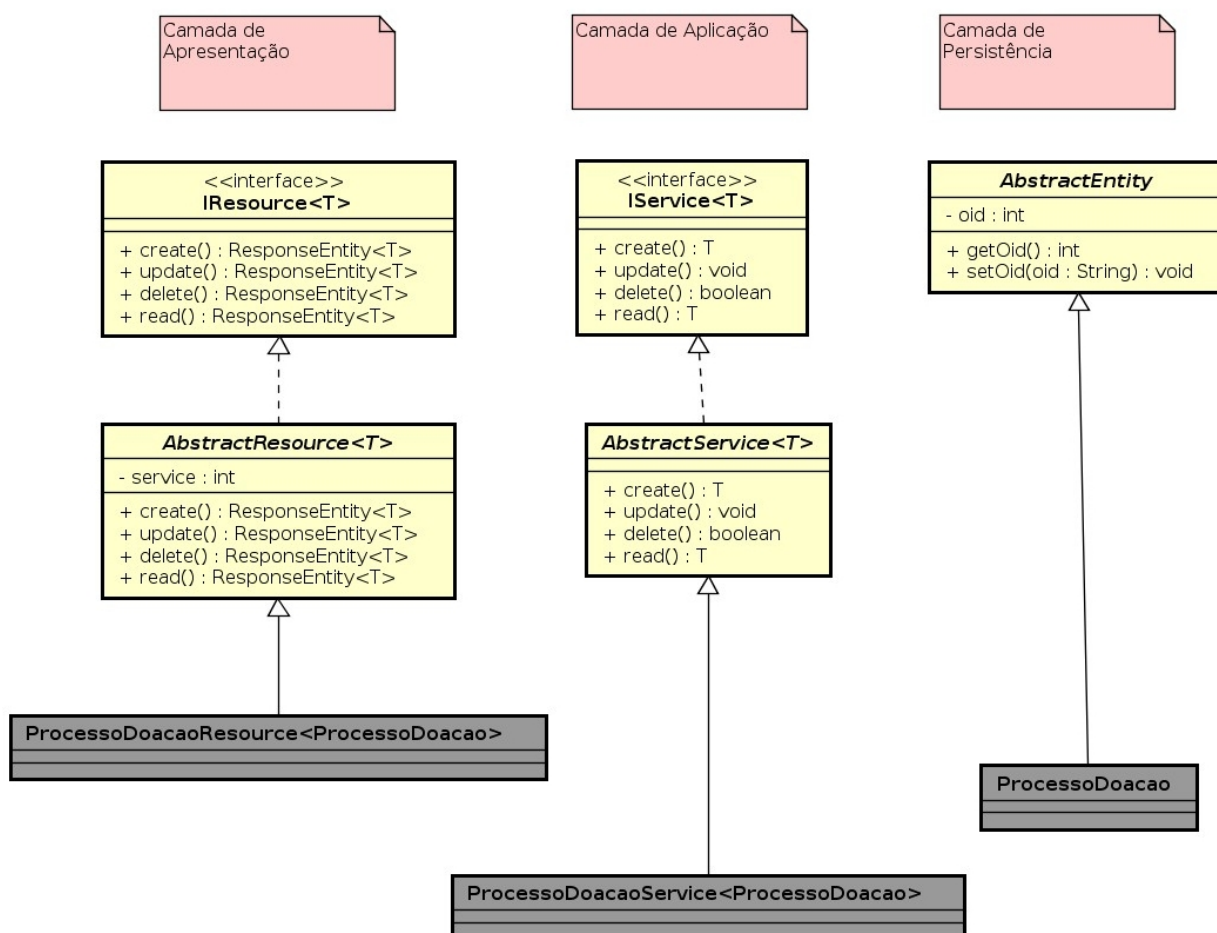 Camada de
Apresentação
Camada de Aplicação
Camada de
Persistência
<<interface>>
IResource<T>
+ create() : ResponseEntity<T>
+ update() : ResponseEntity<T>
+ delete() : ResponseEntity<T>
+ read() : ResponseEntity<T>
<<interface>>
IService<T>
+ create() : T
+ update() : void
+ delete() : boolean
+ read() : T
AbstractEntity
- oid : int
+ getOid() : int
+ setOid(oid : String) : void
AbstractResource<T>
- service : int
+ create() : ResponseEntity<T>
+ update() : ResponseEntity<T>
+ delete() : ResponseEntity<T>
+ read() : ResponseEntity<T>
AbstractService<T>
+ create() : T
+ update() : void
+ delete() : boolean
+ read() : T
ProcessoDoacaoResource<ProcessoDoacao>
ProcessoDoacao
ProcessoDoacaoService<ProcessoDoacao>